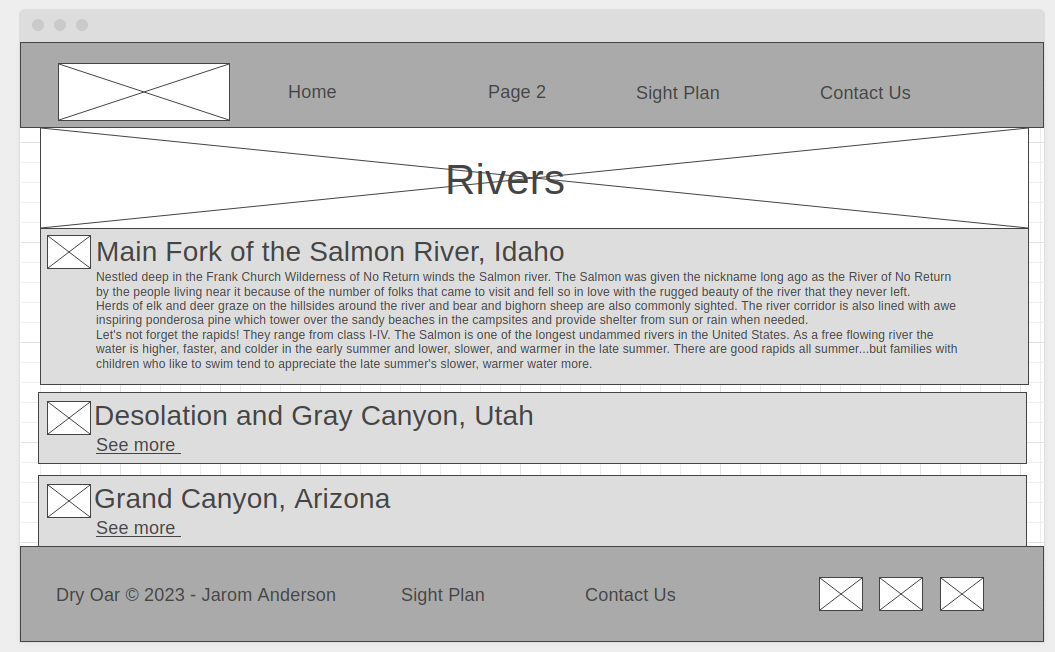 Home Page 2 Sight Plan Contact Us
Rivers
Main Fork of the Salmon River, Idaho
Nestled deep in the Frank Church Wilderness of No Return winds the Salmon river. The Salmon was given the nickname long ago as the River of No Return
by the people living near it because of the number of folks that came to visit and fell so in love with the rugged beauty of the river that they never left.
Herds of elk and deer graze on the hillsides around the river and bear and bighorn sheep are also commonly sighted. The river corridor is also lined with awe
inspiring ponderosa pine which tower over the sandy beaches in the campsites and provide shelter from sun or rain when needed.
Let's not forget the rapids! They range from class I-IV. The Salmon is one of the longest undammed rivers in the United States. As a free flowing river the
water is higher, faster, and colder in the early summer and lower, slower, and warmer in the late summer. There are good rapids all summer...but families with
children who like to swim tend to appreciate the late summer's slower, warmer water more.
Desolation and Gray Canyon, Utah
See more
Grand Canyon, Arizona
See more
Dry Oar © 2023 - Jarom Anderson Sight Plan Contact Us